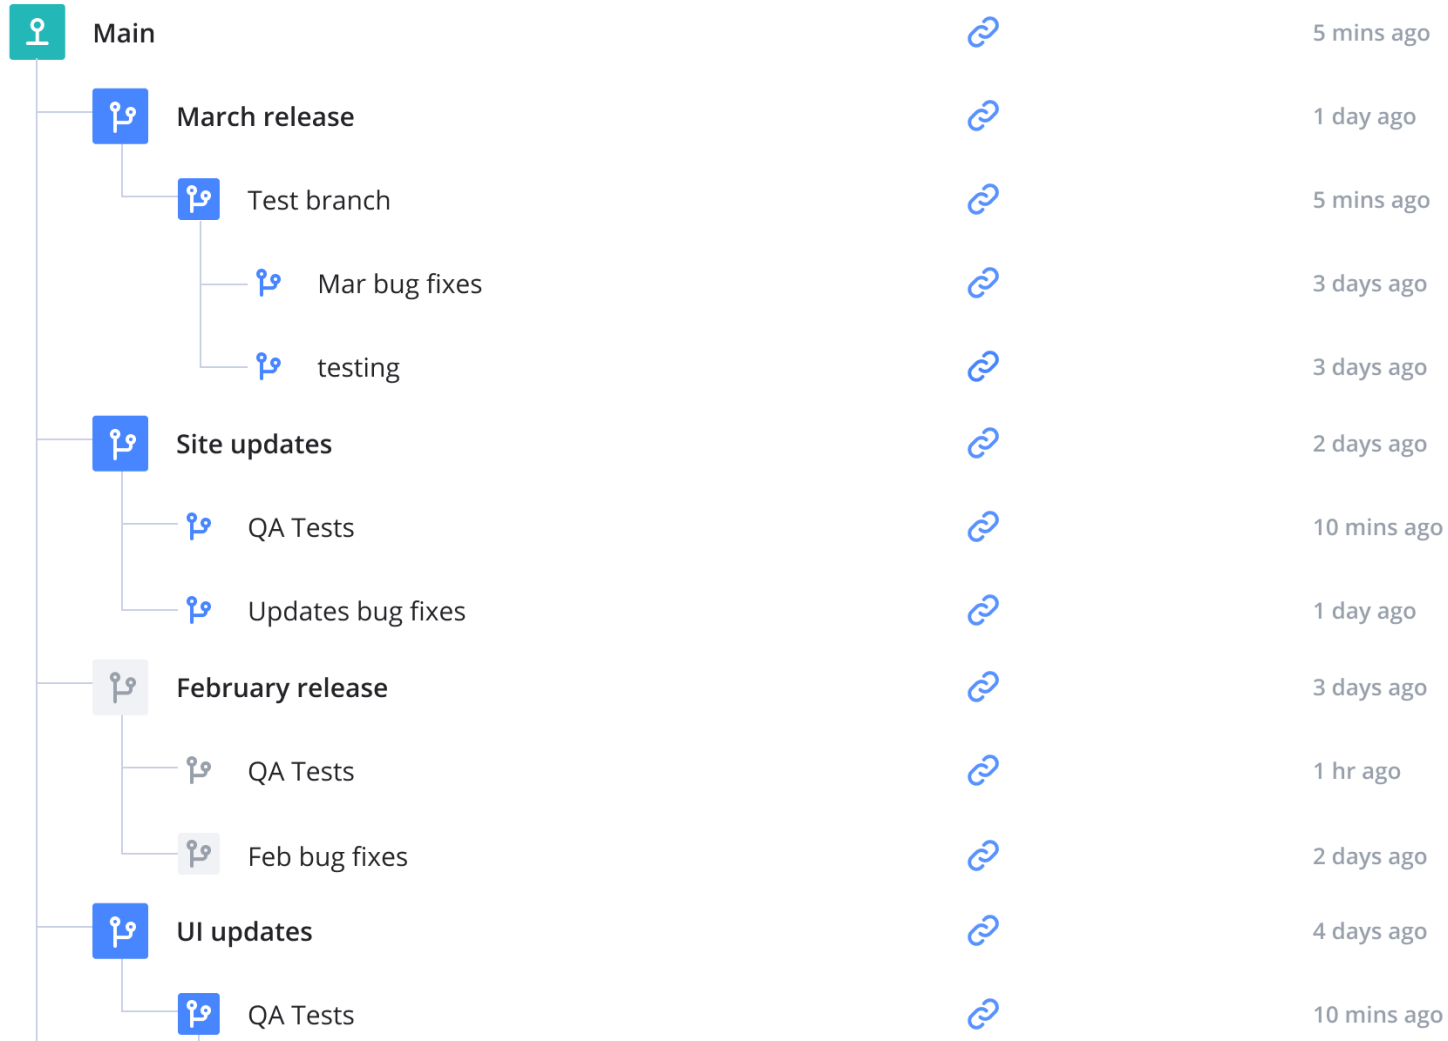 Main 5 mins ago
March release 1 day ago
Test branch 5 mins ago
Mar bug fixes 3 days ago
testing 3 days ago
Site updates 2 days ago
QA Tests 10 mins ago
Updates bug fixes 1 day ago
February release 3 days ago
QA Tests 1 hr ago
Feb bug fixes 2 days ago
UI updates 4 days ago
QA Tests 10 mins ago